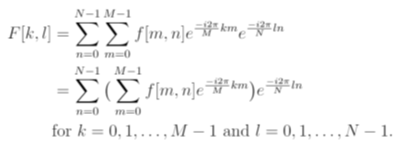 F[k, l] = \sum_{n=0}^{N-1} \sum_{m=0}^{M-1} f[m, n] e^{\frac{-i2\pi}{M} km} e^{\frac{-i2\pi}{N} ln}
= \sum_{n=0}^{N-1} ( \sum_{m=0}^{M-1} f[m, n] e^{\frac{-i2\pi}{M} km} ) e^{\frac{-i2\pi}{N} ln}
for k = 0, 1, . . . , M − 1 and l = 0, 1, . . . , N − 1.